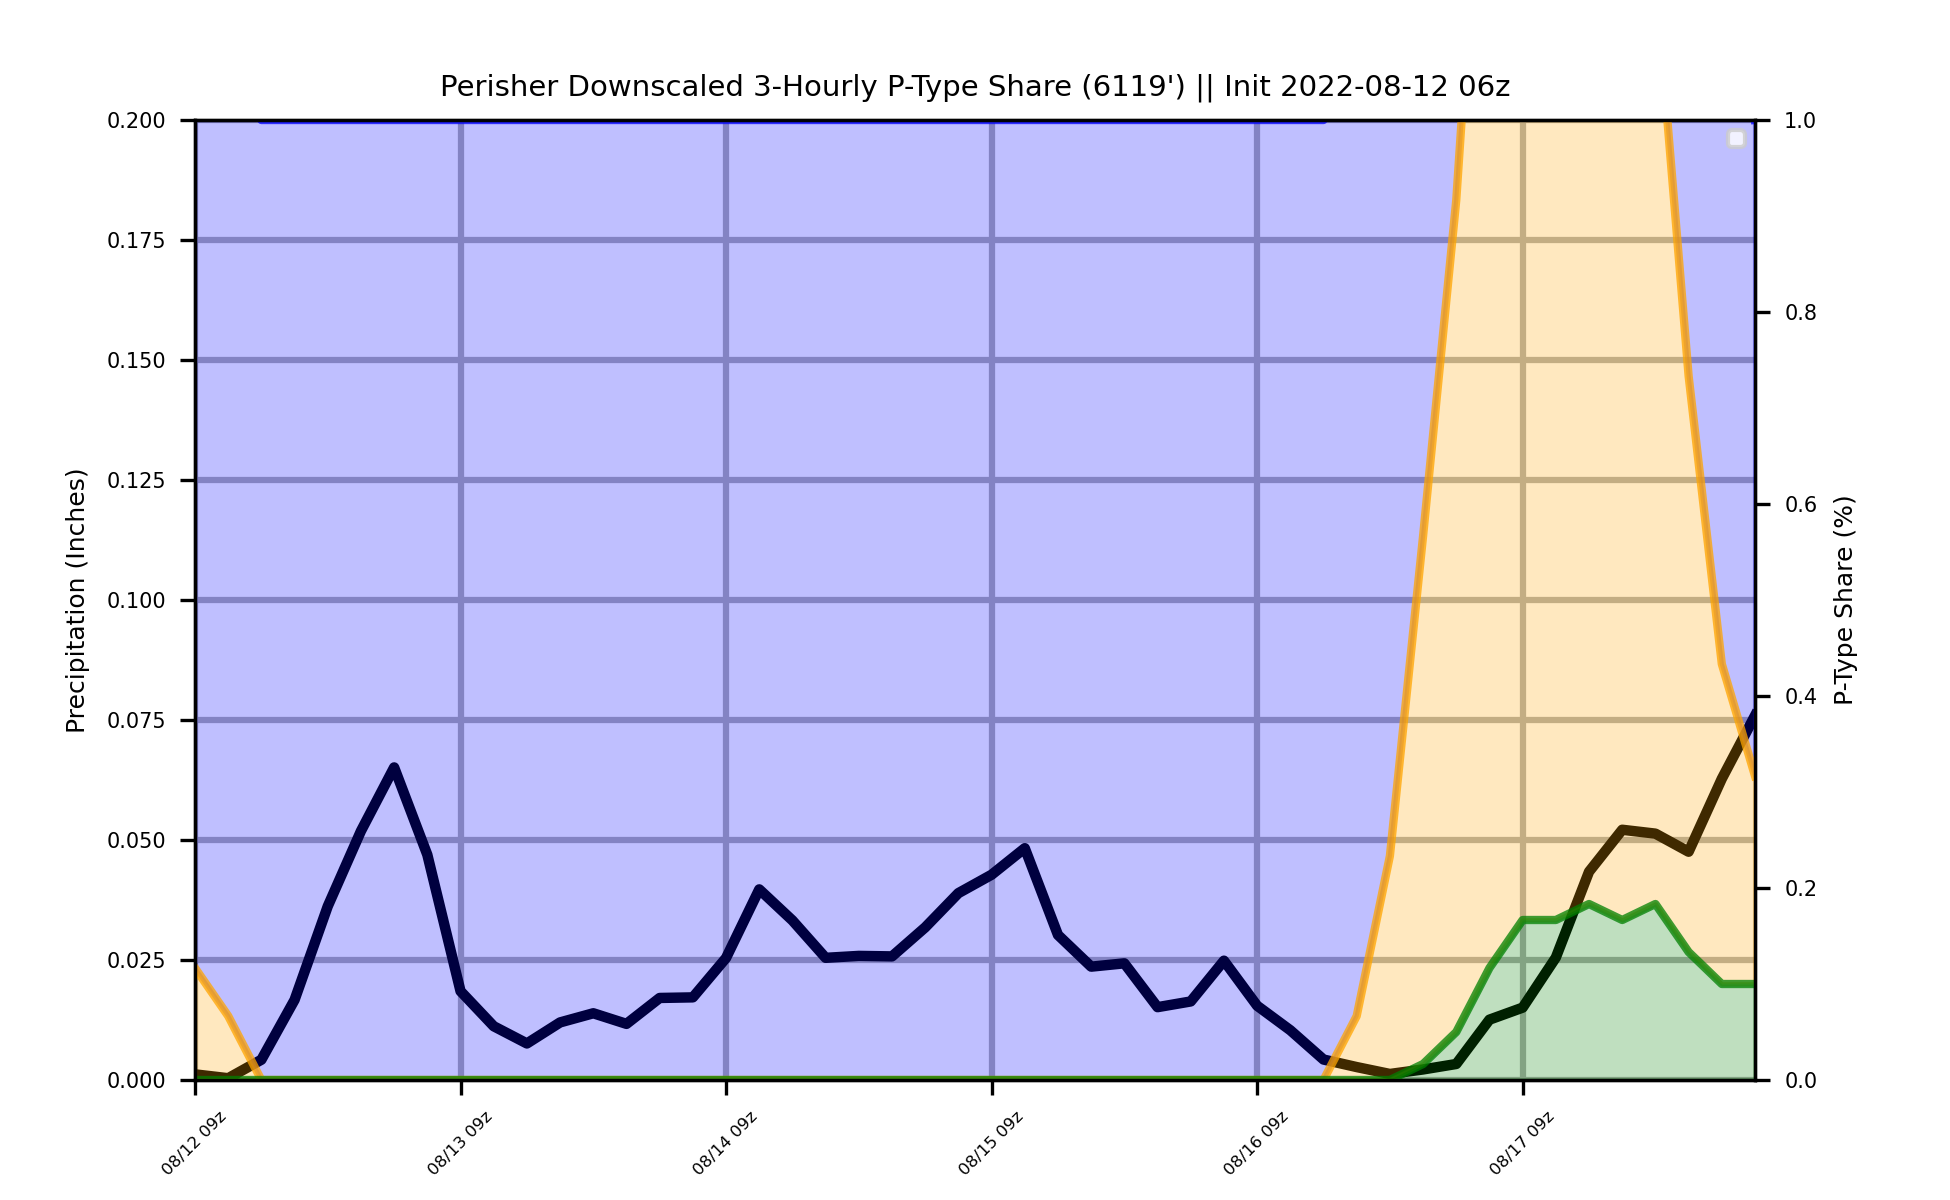 Perisher Downscaled 3-Hourly P-Type Share (6119') || Init 2022-08-12 06z
0.200
0.175
0.150
0.125
0.100
0.075
0.050
0.025
0.000
Precipitation (Inches)
1.0
0.8
0.6
0.4
0.2
0.0
P-Type Share (%)
08/12 09z
08/13 09z
08/14 09z
08/15 09z
08/16 09z
08/17 09z